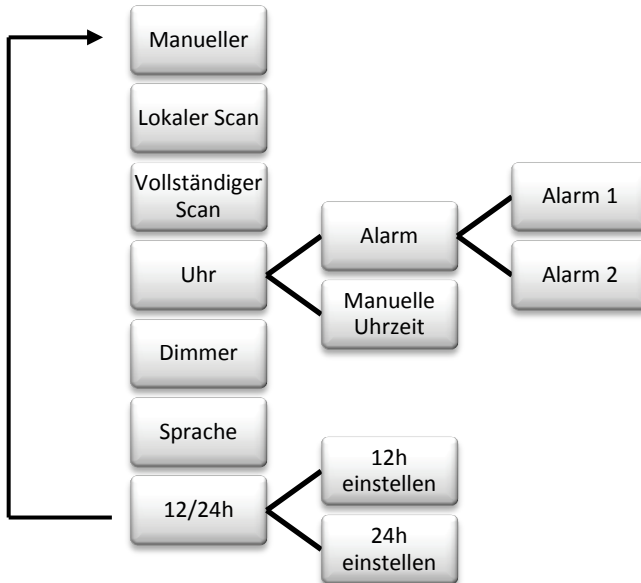 Manueller
Lokaler Scan
Vollständiger
Scan
Uhr
Alarm
Alarm 1
Alarm 2
Manuelle
Uhrzeit
Dimmer
Sprache
12/24h
12h
einstellen
24h
einstellen